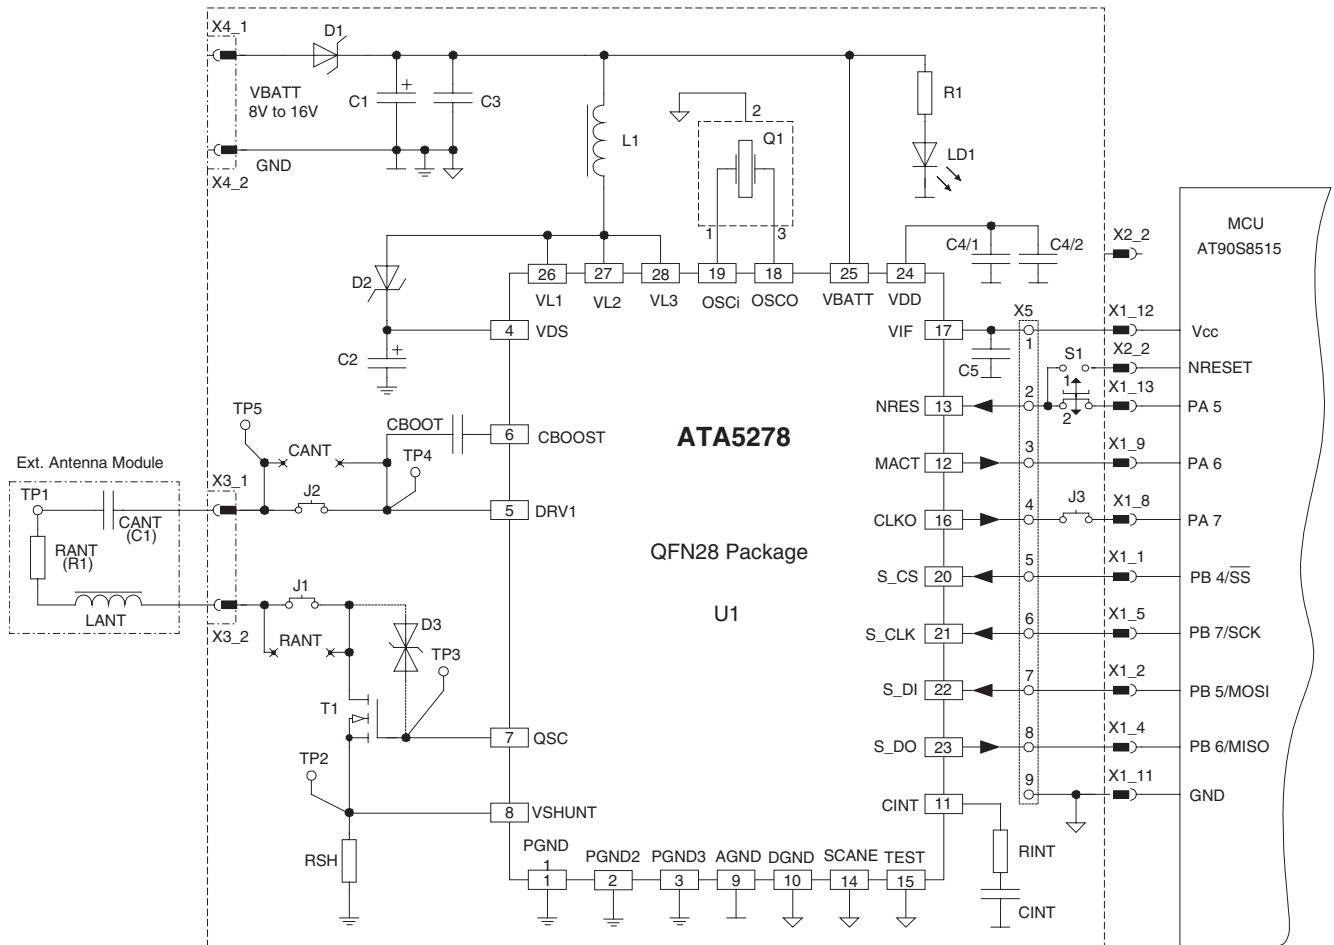 X4_1
D1
VBATT
8V to 16V
C1
+
C3
GND
X4_2
L1
2
Q1
1
3
R1
LD1
MCU
AT90S8515
X2_2
C4/1
C4/2
D2
26
27
28
19
18
25
24
VL1
VL2
VL3
OSCi
OSCO
VBATT
VDD
4
VDS
VIF
17
X5
1
X1_12
Vcc
C2
+
C5
S1
X2_2
NRESET
1
X1_13
NRES
13
2
2
PA 5
TP5
CBOOT
6
CBOOST
ATA5278
CANT
TP4
MACT
12
3
X1_9
PA 6
Ext. Antenna Module
TP1
CANT
(C1)
X3_1
J2
5
DRV1
CLKO
16
4
J3
X1_8
PA 7
RANT
(R1)
QFN28 Package
S_CS
20
5
X1_1
PB 4/SS
LANT
X3_2
J1
RANT
D3
TP3
U1
S_CLK
21
6
X1_5
PB 7/SCK
S_DI
22
7
X1_2
PB 5/MOSI
T1
7
QSC
S_DO
23
8
X1_4
PB 6/MISO
TP2
9
X1_11
GND
8
VSHUNT
CINT
11
RSH
PGND
1
PGND2
PGND3
AGND
DGND
SCANE
TEST
1
2
3
9
10
14
15
RINT
CINT